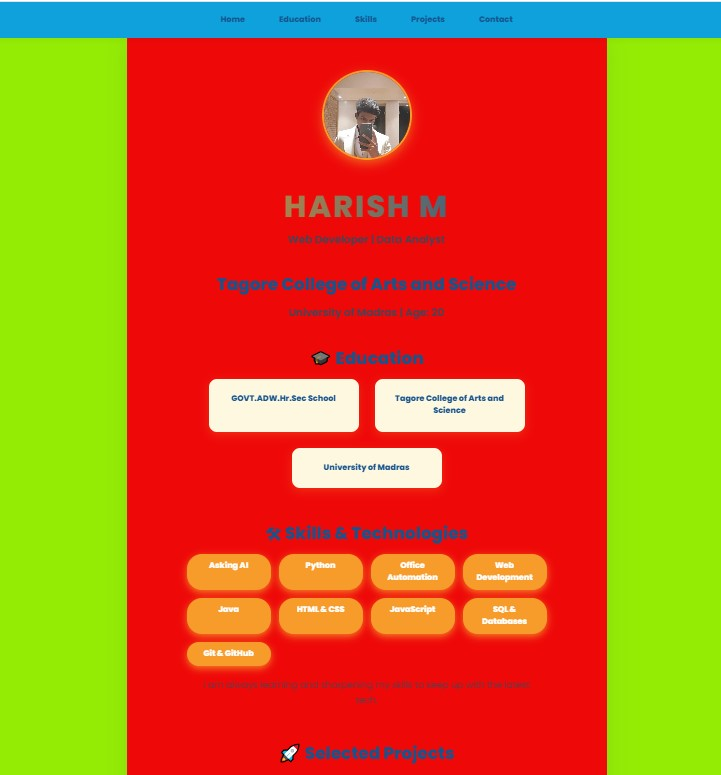 Home Education Skills Projects Contact
HARISH M
Web Developer | Data Analyst
Tagore College of Arts and Science
University of Madras | Age: 20
🎓 Education
GOVT.ADW.Hr.Sec School
Tagore College of Arts and
Science
University of Madras
🛠 Skills & Technologies
Asking AI
Python
Office
Automation
Web
Development
Java
HTML & CSS
JavaScript
SQL &
Databases
Git & GitHub
I am always learning and expanding my skills to keep up with the latest
🚀 Selected Projects